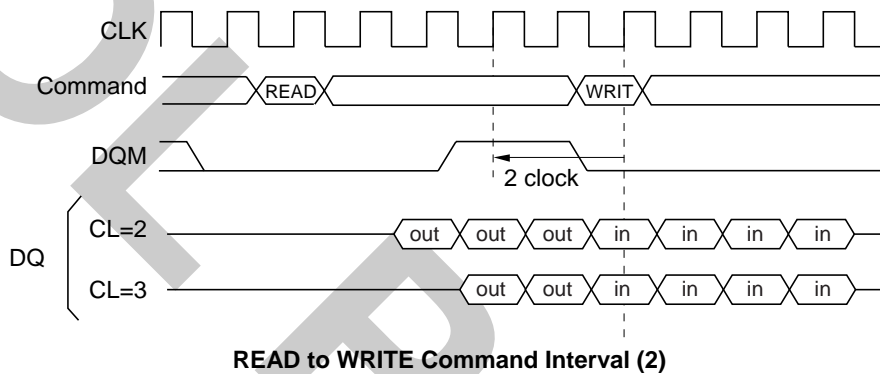 CLK
Command READ WRIT
DQM
2 clock
CL=2 out out out in in in in
DQ
CL=3 out out in in in in
READ to WRITE Command Interval (2)